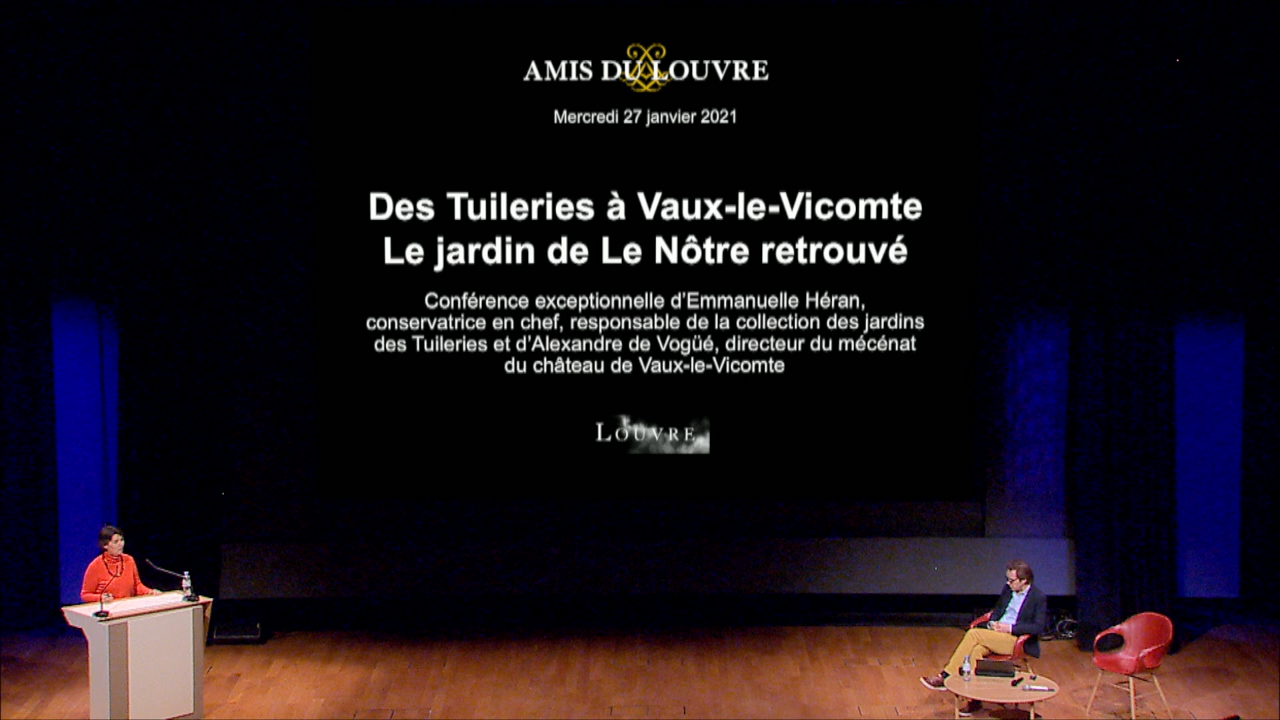 AMIS DU LOUVRE
Mercredi 27 janvier 2021
Des Tuileries à Vaux-le-Vicomte
Le jardin de Le Nôtre retrouvé
Conférence exceptionnelle d'Emmanuelle Héran,
conservatrice en chef, responsable de la collection des jardins
des Tuileries et d'Alexandre de Vogüé, directeur du mécénat
du château de Vaux-le-Vicomte
LOUVRE